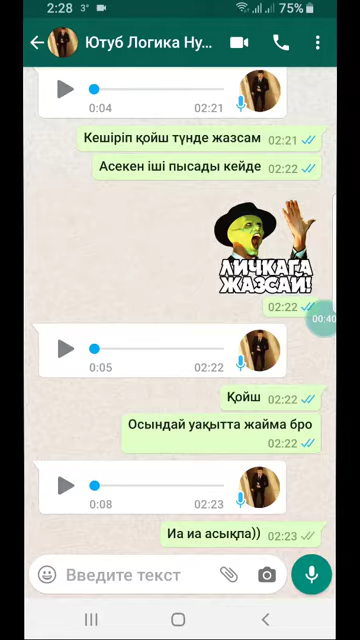 2:28 3° 75%
Ютуб Логика Ну...
0:04 02:21
Кешіріп қойш түнде жазсам 02:21
Асекен іші пысады кейде 02:22
ЛИЧКАГА
ЖАЗСАЙ!
02:22
00:40
0:05 02:22
Қойш 02:22
Осындай уақытта жайма бро
02:22
0:08 02:23
Иа иа асықпа)) 02:23
Введите текст